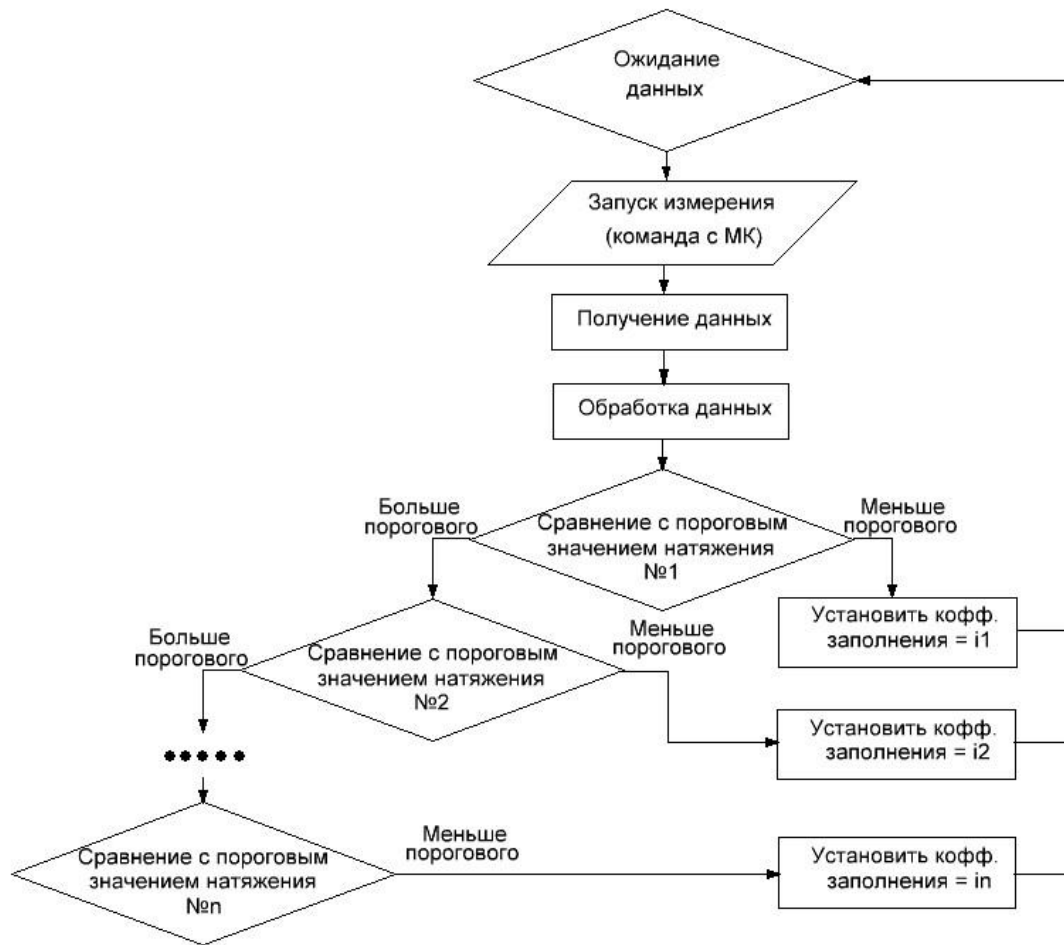 Ожидание
данных
Запуск измерения
(команда с МК)
Получение данных
Обработка данных
Больше
порогового
Сравнение с пороговым
значением натяжения
№1
Меньше
порогового
Установить кофф.
заполнения = i1
Больше
порогового
Сравнение с пороговым
значением натяжения
№2
Меньше
порогового
Установить кофф.
заполнения = i2
Сравнение с пороговым
значением натяжения
№n
Меньше
порогового
Установить кофф.
заполнения = in